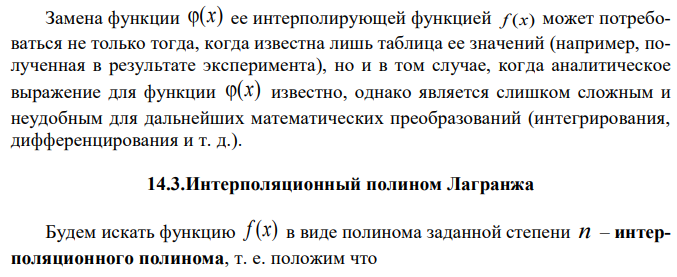 Замена функции φ(x) ее интерполирующей функцией f(x) может потребо-
ваться не только тогда, когда известна лишь таблица ее значений (например, по-
лученная в результате эксперимента), но и в том случае, когда аналитическое
выражение для функции φ(x) известно, однако является слишком сложным и
неудобным для дальнейших математических преобразований (интегрирования,
дифференцирования и т. д.).
14.3.Интерполяционный полином Лагранжа
Будем искать функцию f(x) в виде полинома заданной степени n – интер-
поляционного полинома, т. е. положим что